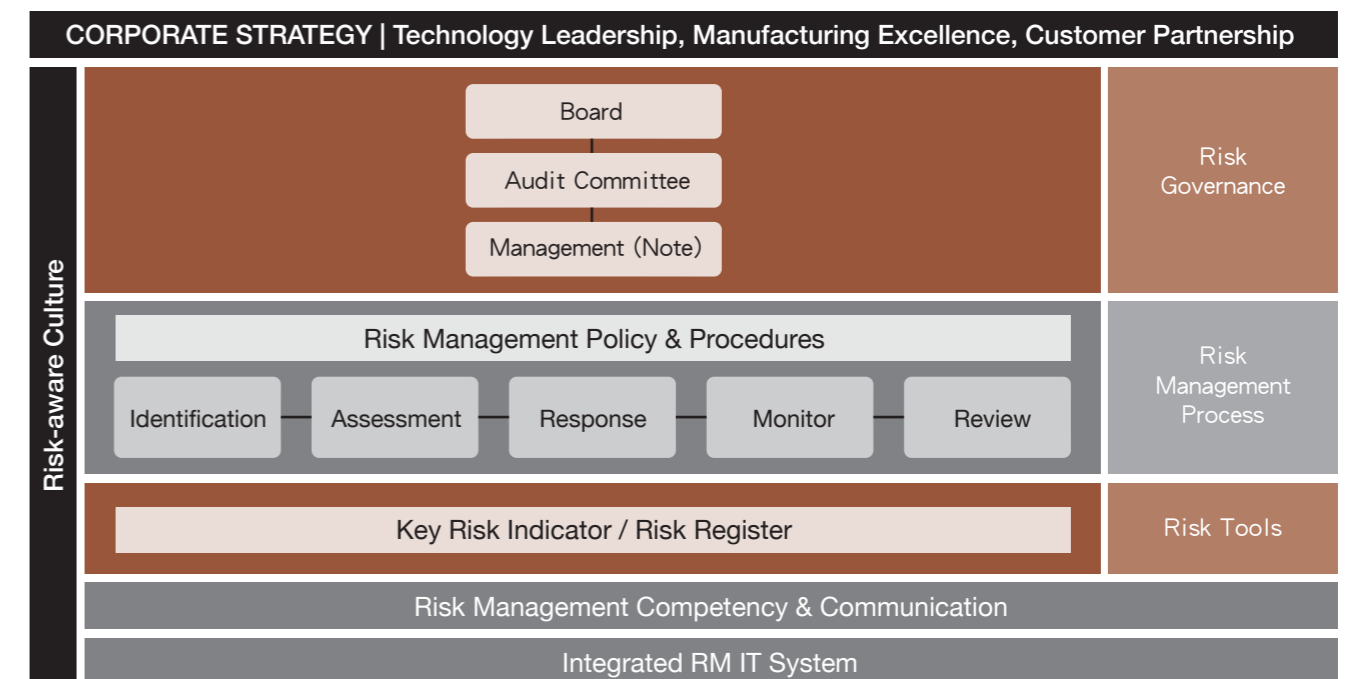 CORPORATE STRATEGY | Technology Leadership, Manufacturing Excellence, Customer Partnership
Risk-aware Culture
Board
Audit Committee
Management (Note)
Risk
Governance
Risk Management Policy & Procedures
Identification
Assessment
Response
Monitor
Review
Risk
Management
Process
Key Risk Indicator / Risk Register
Risk Tools
Risk Management Competency & Communication
Integrated RM IT System